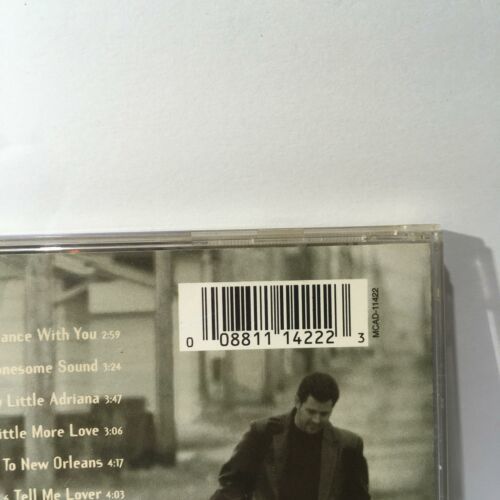 ance With You 2:59
nesome Sound 3:24
Little Adriana 3:47
ittle More Love 3:06
To New Orleans 4:17
Tell Me Lover 4:03
0 08811 14222 3
MCAD-11422